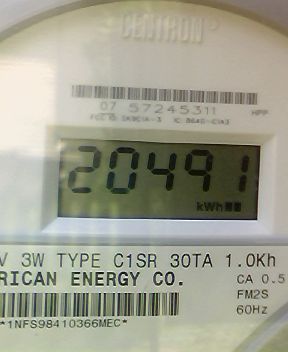 CENTRON®
07 57245311 HPP
20491
kWh
V 3W TYPE C1SR 30TA 1.0Kh
RICAN ENERGY CO. CA 0.5
FM2S
60Hz
*1NFS98410366MEC*